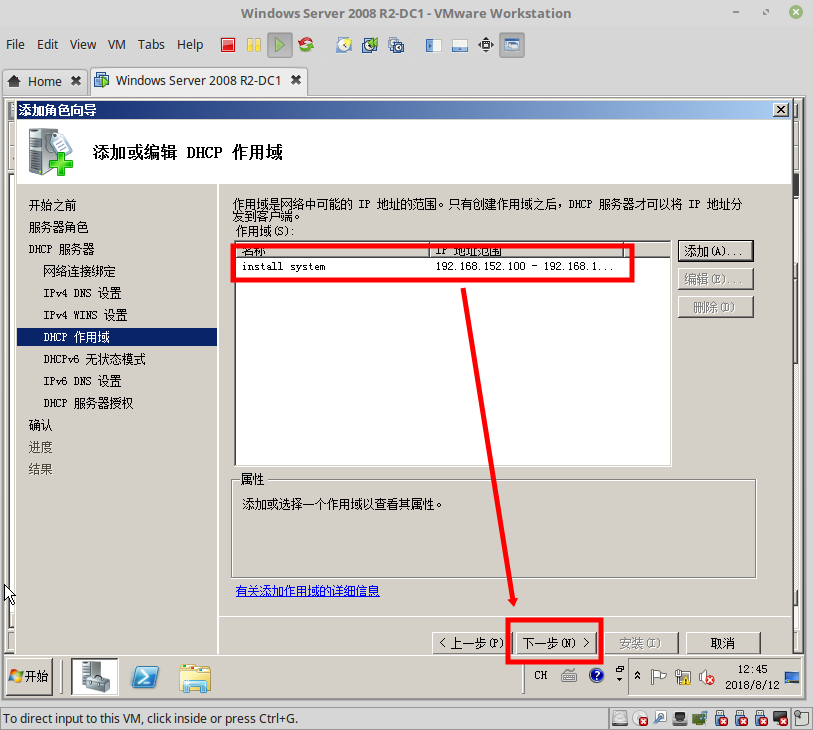 Windows Server 2008 R2-DC1 - VMware Workstation
File Edit View VM Tabs Help
Home
Windows Server 2008 R2-DC1
添加角色向导
添加或编辑 DHCP 作用域
开始之前
服务器角色
DHCP 服务器
网络连接绑定
IPv4 DNS 设置
IPv4 WINS 设置
DHCP 作用域
DHCPv6 无状态模式
IPv6 DNS 设置
DHCP 服务器授权
确认
进度
结果
作用域是网络中可能的 IP 地址的范围。只有创建作用域之后，DHCP 服务器才可以将 IP 地址分
发到客户端。
作用域(S):
名称 IP 地址范围
install system 192.168.152.100 - 192.168.1...
添加(A)...
编辑(E)...
删除(D)
属性
添加或选择一个作用域以查看其属性。
有关添加作用域的详细信息
< 上一步(P) 下一步(N) > 安装(I) 取消
开始 CH 12:45
2018/8/12
To direct input to this VM, click inside or press Ctrl+G.